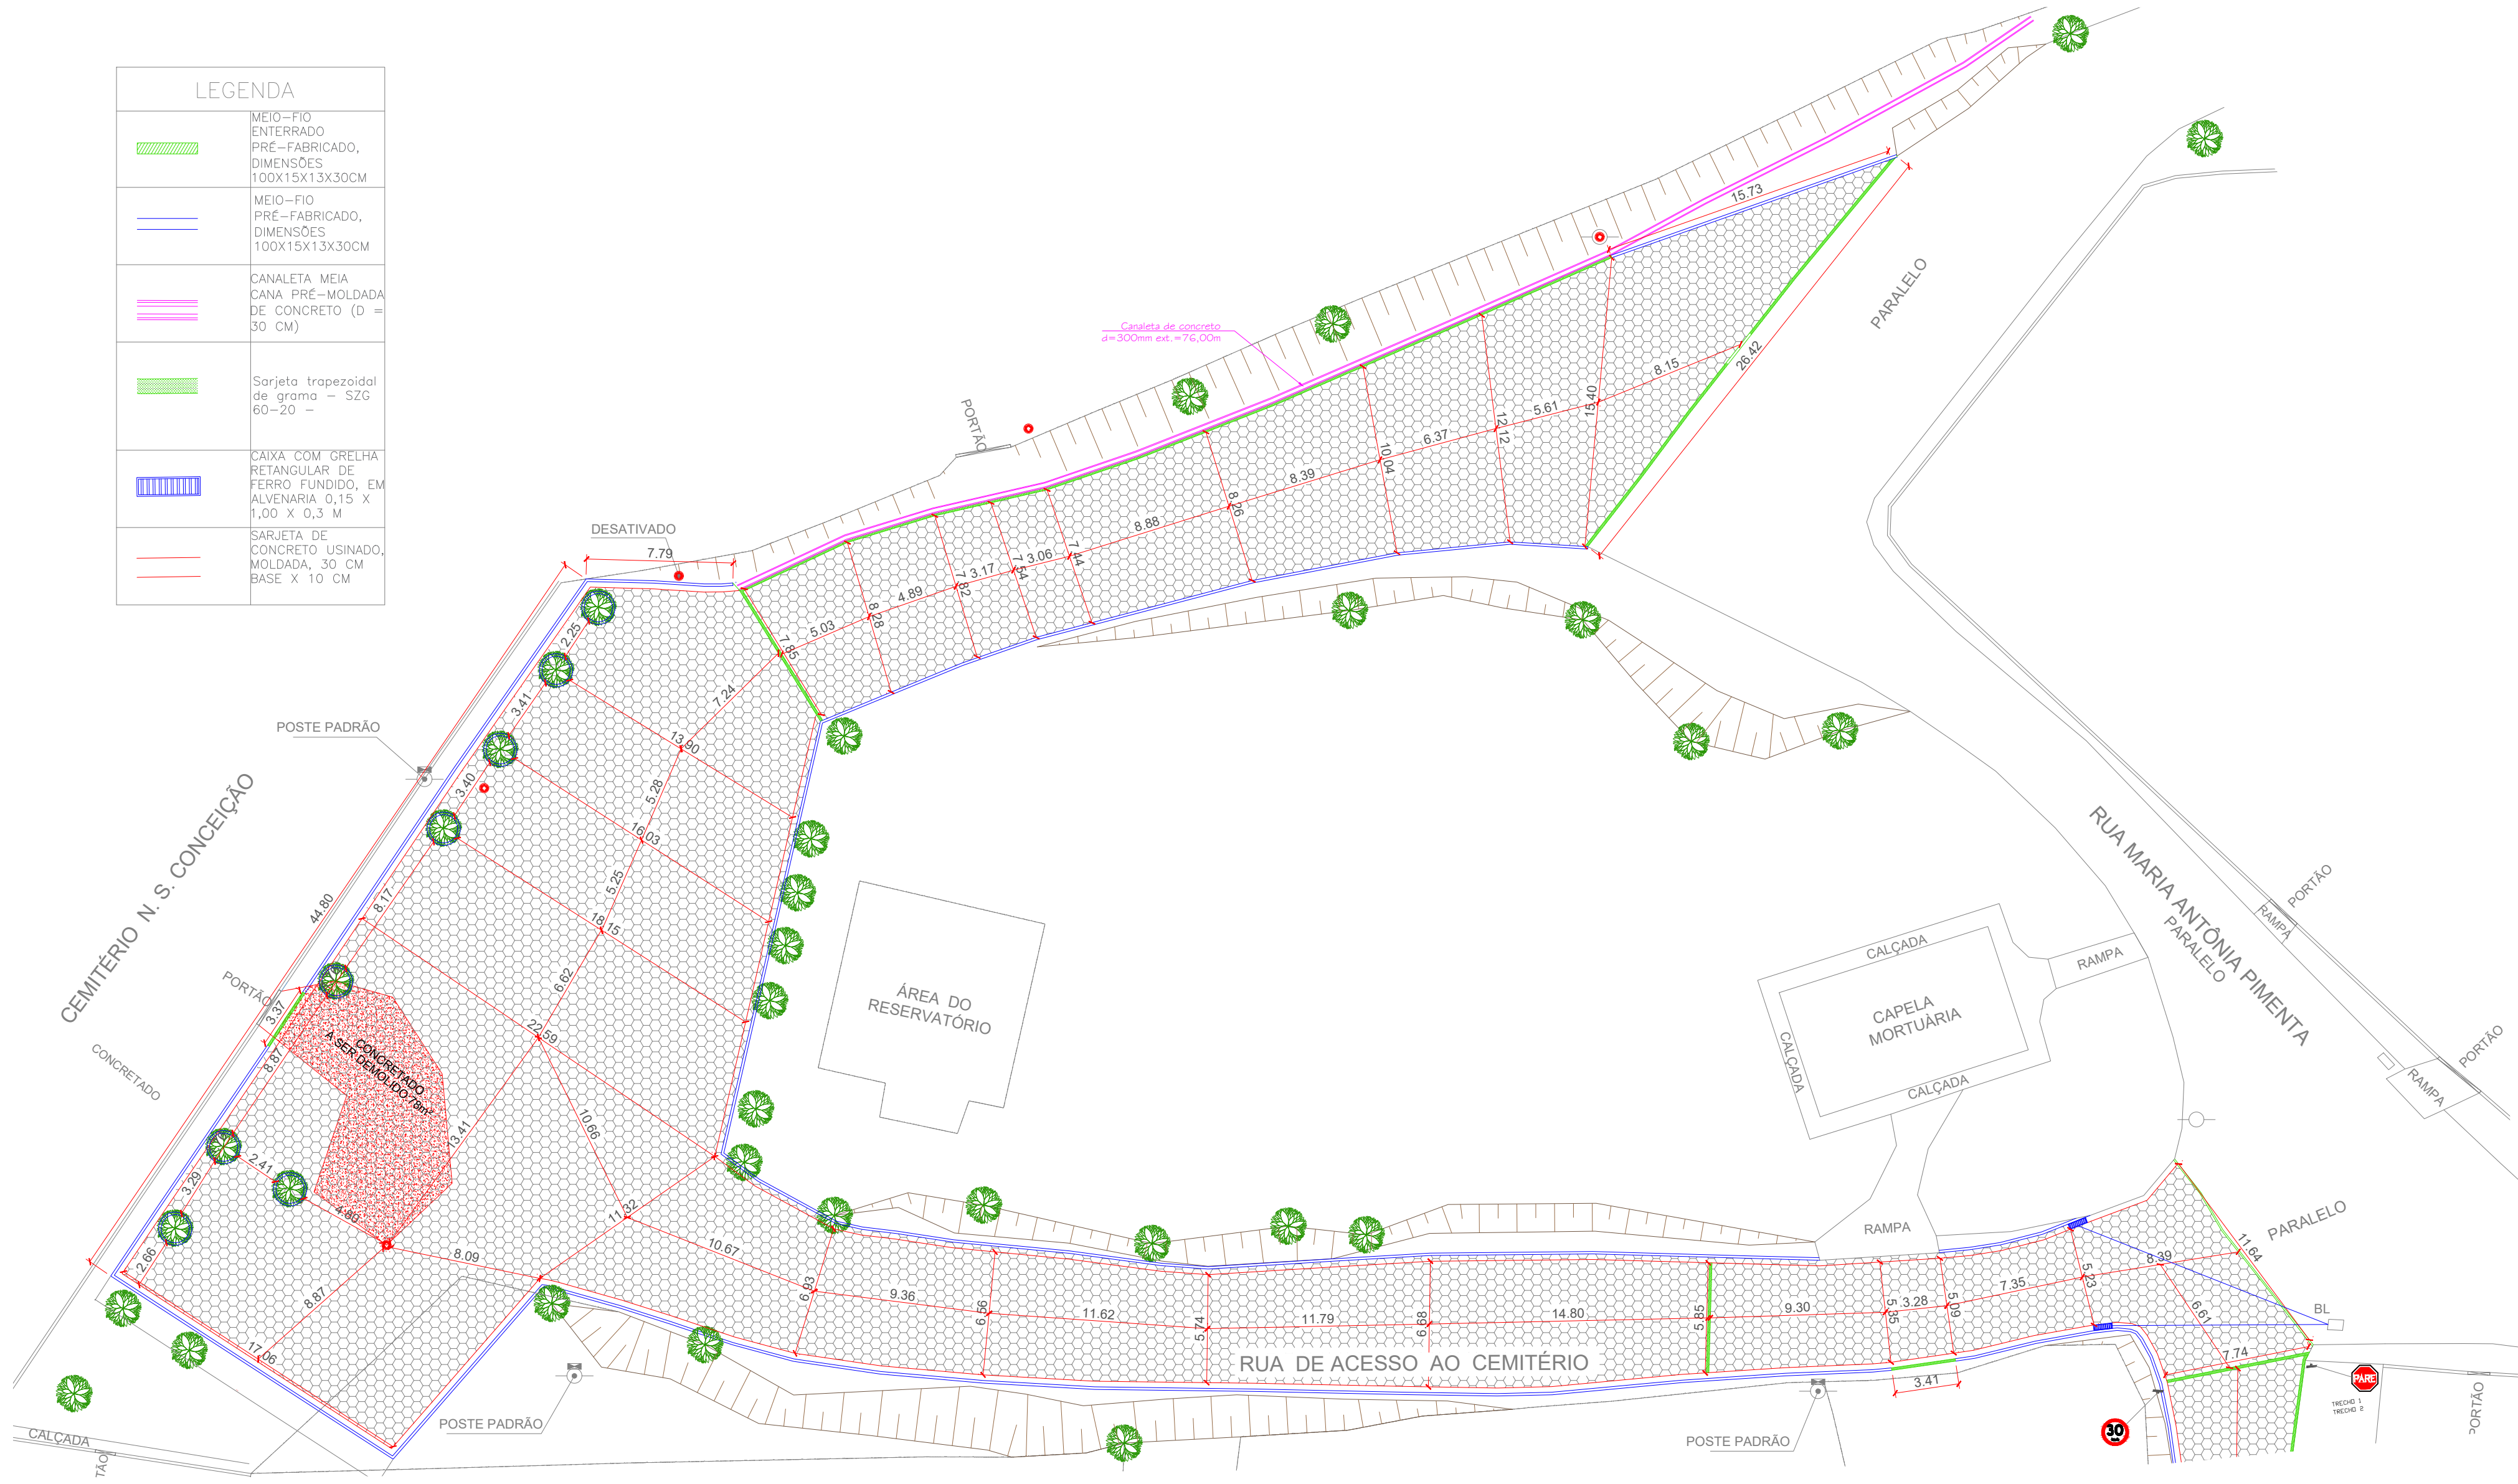 LEGENDA
MEIO-FIO
ENTERRADO
PRÉ-FABRICADO,
DIMENSÕES
100X15X13X30CM
MEIO-FIO
PRÉ-FABRICADO,
DIMENSÕES
100X15X13X30CM
CANALETA MEIA
CANA PRÉ-MOLDADA
DE CONCRETO (D =
30 CM)
Sarjeta trapezoidal
de grama - SZG
60-20 -
CAIXA COM GRELHA
RETANGULAR DE
FERRO FUNDIDO, EM
ALVENARIA 0,15 X
1,00 X 0,3 M
SARJETA DE
CONCRETO USINADO,
MOLDADA, 30 CM
BASE X 10 CM
15.73
PARALELO
Canaleta de concreto
d=300mm ext.=76,00m
26.42
8.15
15.40
5.61
12.12
6.37
10.04
8.39
8.26
8.88
PORTÃO
7.44
3.06
7.54
3.17
7.82
4.89
8.28
5.03
7.85
DESATIVADO
7.79
2.25
7.24
3.41
13.90
POSTE PADRÃO
3.40
5.28
16.03
CEMITÉRIO N. S. CONCEIÇÃO
44.80
8.17
5.25
18.15
6.62
22.59
PORTÃO
3.37
CONCRETADO
8.87
CONCRETADO
A SER DEMOLIDO:78m²
13.41
10.66
2.41
3.29
4.80
2.66
8.09
8.87
17.06
11.32
10.67
6.93
9.36
6.56
11.62
5.74
11.79
6.68
14.80
5.85
9.30
5.35
3.28
5.09
7.35
5.23
8.39
11.64
6.61
7.74
3.41
ÁREA DO
RESERVATÓRIO
CAPELA
MORTUÁRIA
CALÇADA
CALÇADA
CALÇADA
RAMPA
RAMPA
RUA MARIA ANTÔNIA PIMENTA
PARALELO
PORTÃO
RAMPA
PORTÃO
RAMPA
PARALELO
BL
RUA DE ACESSO AO CEMITÉRIO
POSTE PADRÃO
POSTE PADRÃO
PARE
TRECHO 1
TRECHO 2
30
PORTÃO
CALÇADA
TÃO